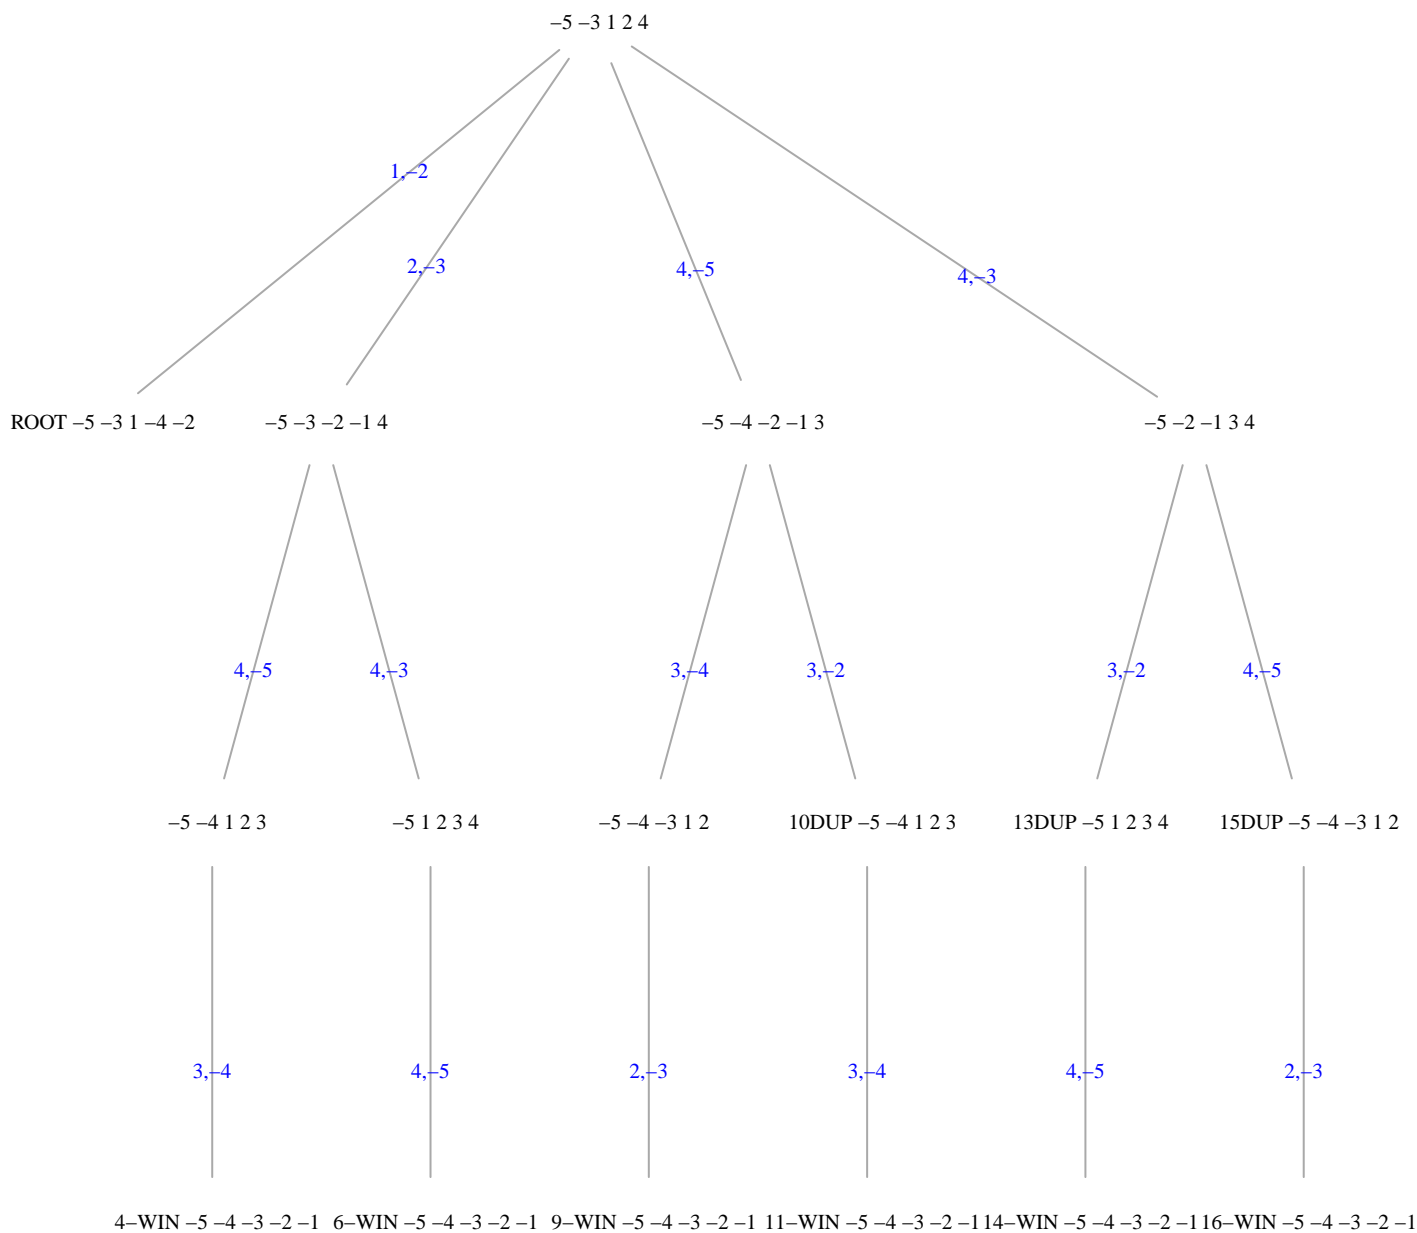 −5 −3 1 2 4
1,−2
2,−3
4,−5
4,−3
ROOT −5 −3 1 −4 −2
−5 −3 −2 −1 4
−5 −4 −2 −1 3
−5 −2 −1 3 4
4,−5
4,−3
3,−4
3,−2
3,−2
4,−5
−5 −4 1 2 3
−5 1 2 3 4
−5 −4 −3 1 2
10DUP −5 −4 1 2 3
13DUP −5 1 2 3 4
15DUP −5 −4 −3 1 2
3,−4
4,−5
2,−3
3,−4
4,−5
2,−3
4−WIN −5 −4 −3 −2 −1
6−WIN −5 −4 −3 −2 −1
9−WIN −5 −4 −3 −2 −1
11−WIN −5 −4 −3 −2 −1
14−WIN −5 −4 −3 −2 −1
16−WIN −5 −4 −3 −2 −1